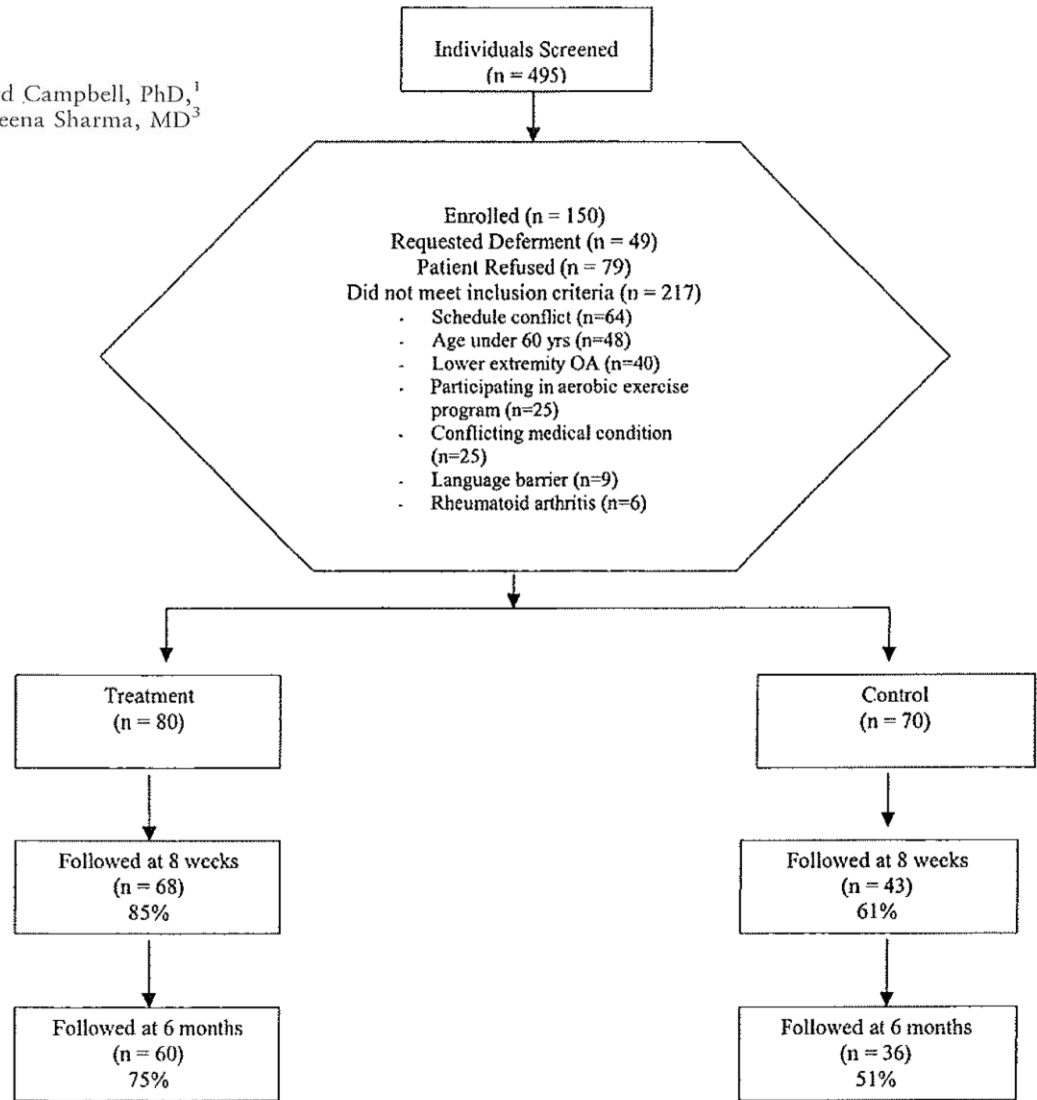 Individuals Screened
(n = 495)
d Campbell, PhD,1
eena Sharma, MD3
Enrolled (n = 150)
Requested Deferment (n = 49)
Patient Refused (n = 79)
Did not meet inclusion criteria (n = 217)
- Schedule conflict (n=64)
- Age under 60 yrs (n=48)
- Lower extremity OA (n=40)
- Participating in aerobic exercise
program (n=25)
- Conflicting medical condition
(n=25)
- Language barrier (n=9)
- Rheumatoid arthritis (n=6)
Treatment
(n = 80)
Control
(n = 70)
Followed at 8 weeks
(n = 68)
85%
Followed at 8 weeks
(n = 43)
61%
Followed at 6 months
(n = 60)
75%
Followed at 6 months
(n = 36)
51%